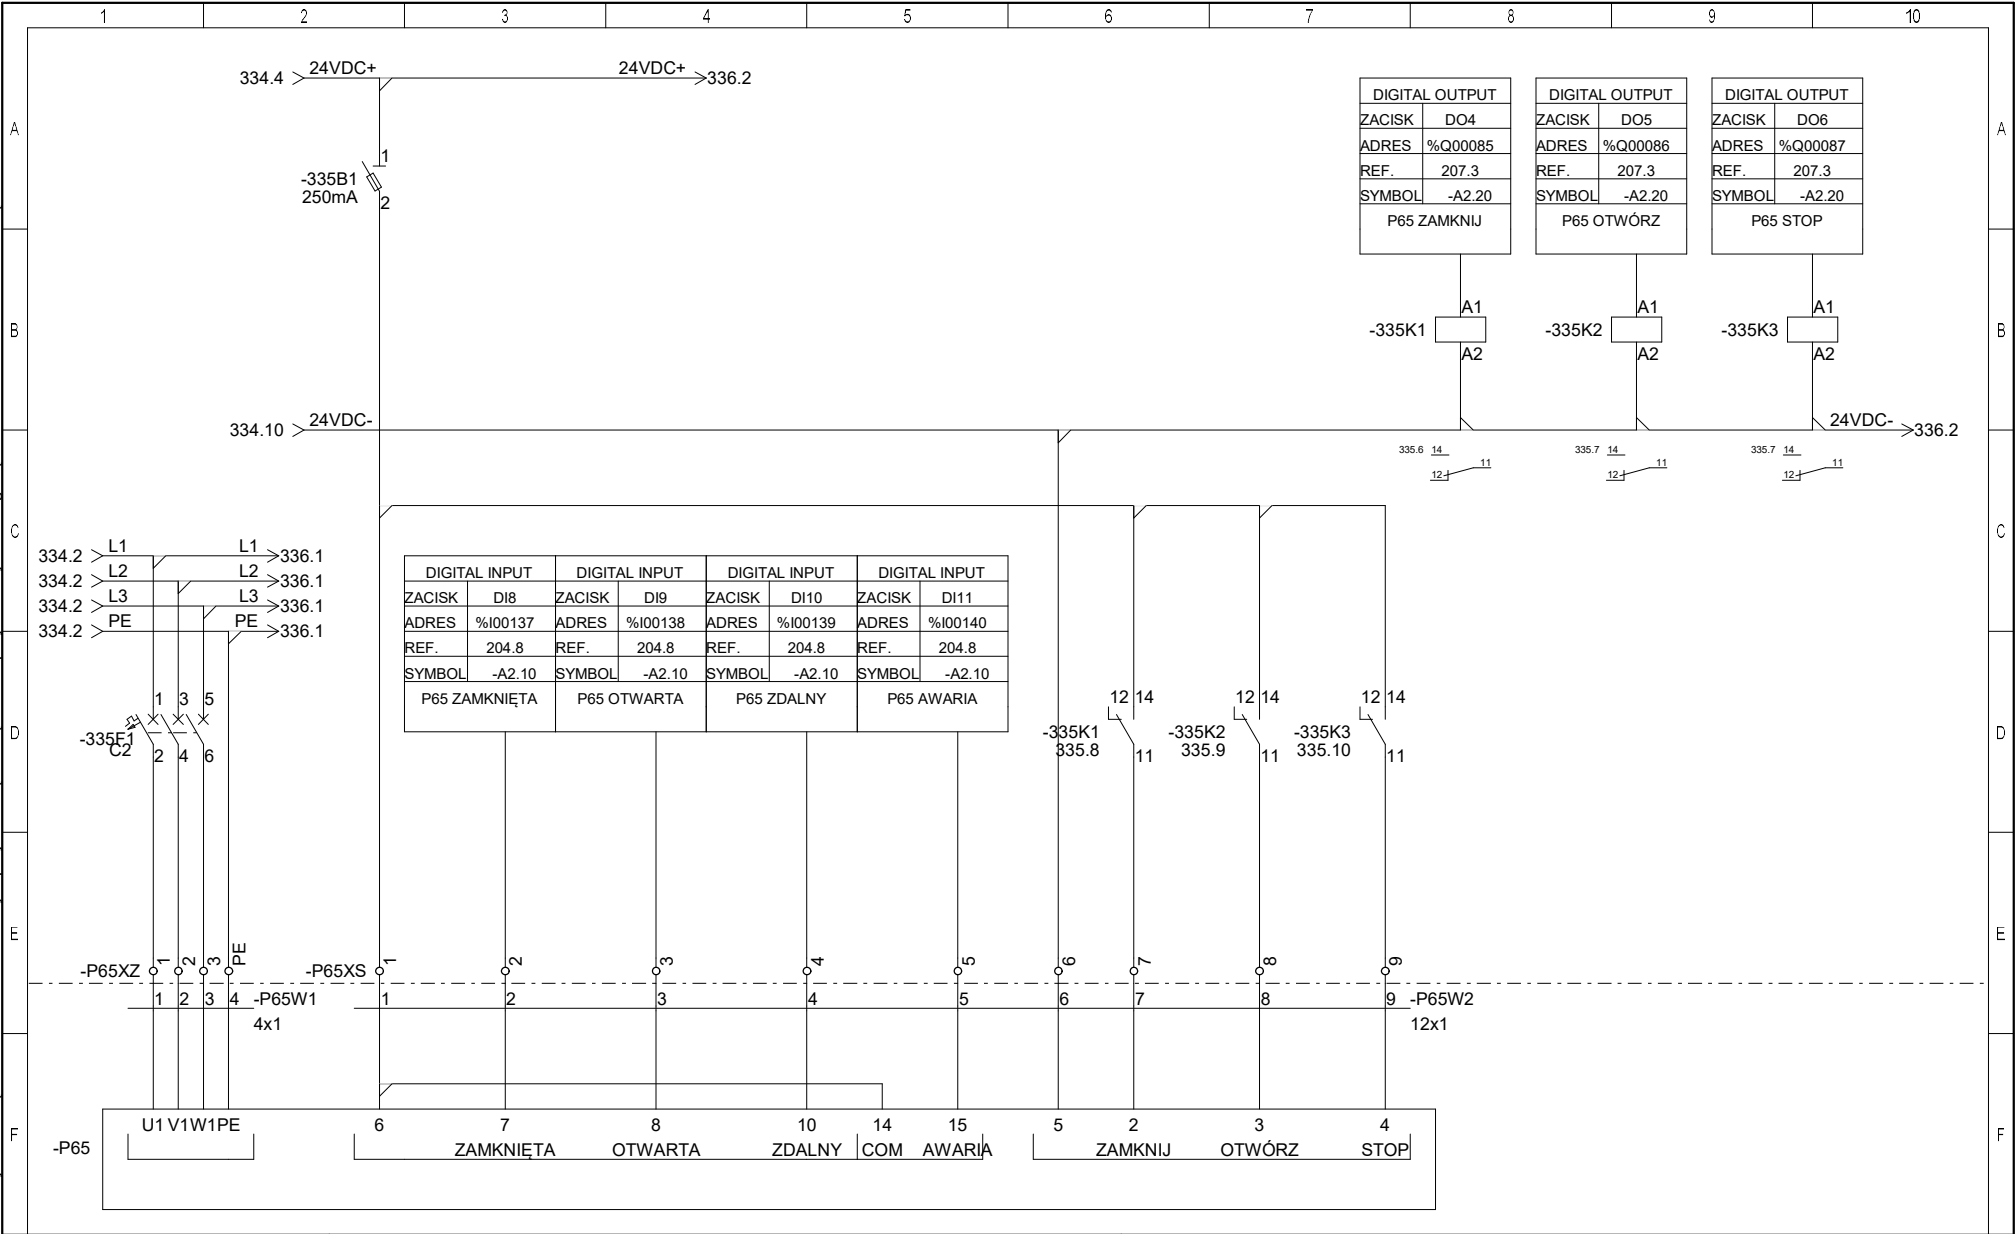 1 2 3 4 5 6 7 8 9 10
334.4 24VDC+ 24VDC+ 336.2
A A
-335B1 1
250mA 2
DIGITAL OUTPUT
ZACISK DO4
ADRES %Q00085
REF. 207.3
SYMBOL -A2.20
P65 ZAMKNIJ
DIGITAL OUTPUT
ZACISK DO5
ADRES %Q00086
REF. 207.3
SYMBOL -A2.20
P65 OTWÓRZ
DIGITAL OUTPUT
ZACISK DO6
ADRES %Q00087
REF. 207.3
SYMBOL -A2.20
P65 STOP
B B
A1 A1 A1
-335K1 -335K2 -335K3
A2 A2 A2
334.10 24VDC- 24VDC- 336.2
335.6 14 335.7 14 335.7 14
12 11 12 11 12 11
C C
334.2 L1 L1 336.1
334.2 L2 L2 336.1
334.2 L3 L3 336.1
334.2 PE PE 336.1
DIGITAL INPUT
ZACISK DI8
ADRES %I00137
REF. 204.8
SYMBOL -A2.10
P65 ZAMKNIĘTA
DIGITAL INPUT
ZACISK DI9
ADRES %I00138
REF. 204.8
SYMBOL -A2.10
P65 OTWARTA
DIGITAL INPUT
ZACISK DI10
ADRES %I00139
REF. 204.8
SYMBOL -A2.10
P65 ZDALNY
DIGITAL INPUT
ZACISK DI11
ADRES %I00140
REF. 204.8
SYMBOL -A2.10
P65 AWARIA
D D
1 3 5
-335F1
C2 2 4 6
12 14 12 14 12 14
-335K1 -335K2 -335K3
335.8 11 335.9 11 335.10 11
E E
-P65XZ 1 2 3 PE -P65XS 1 2 3 4 5 6 7 8 9
1 2 3 4 -P65W1 1 2 3 4 5 6 7 8 9 -P65W2
4x1 12x1
F F
-P65
U1 V1 W1 PE 6 7 8 10 14 15 5 2 3 4
ZAMKNIĘTA OTWARTA ZDALNY COM AWARIA ZAMKNIJ OTWÓRZ STOP